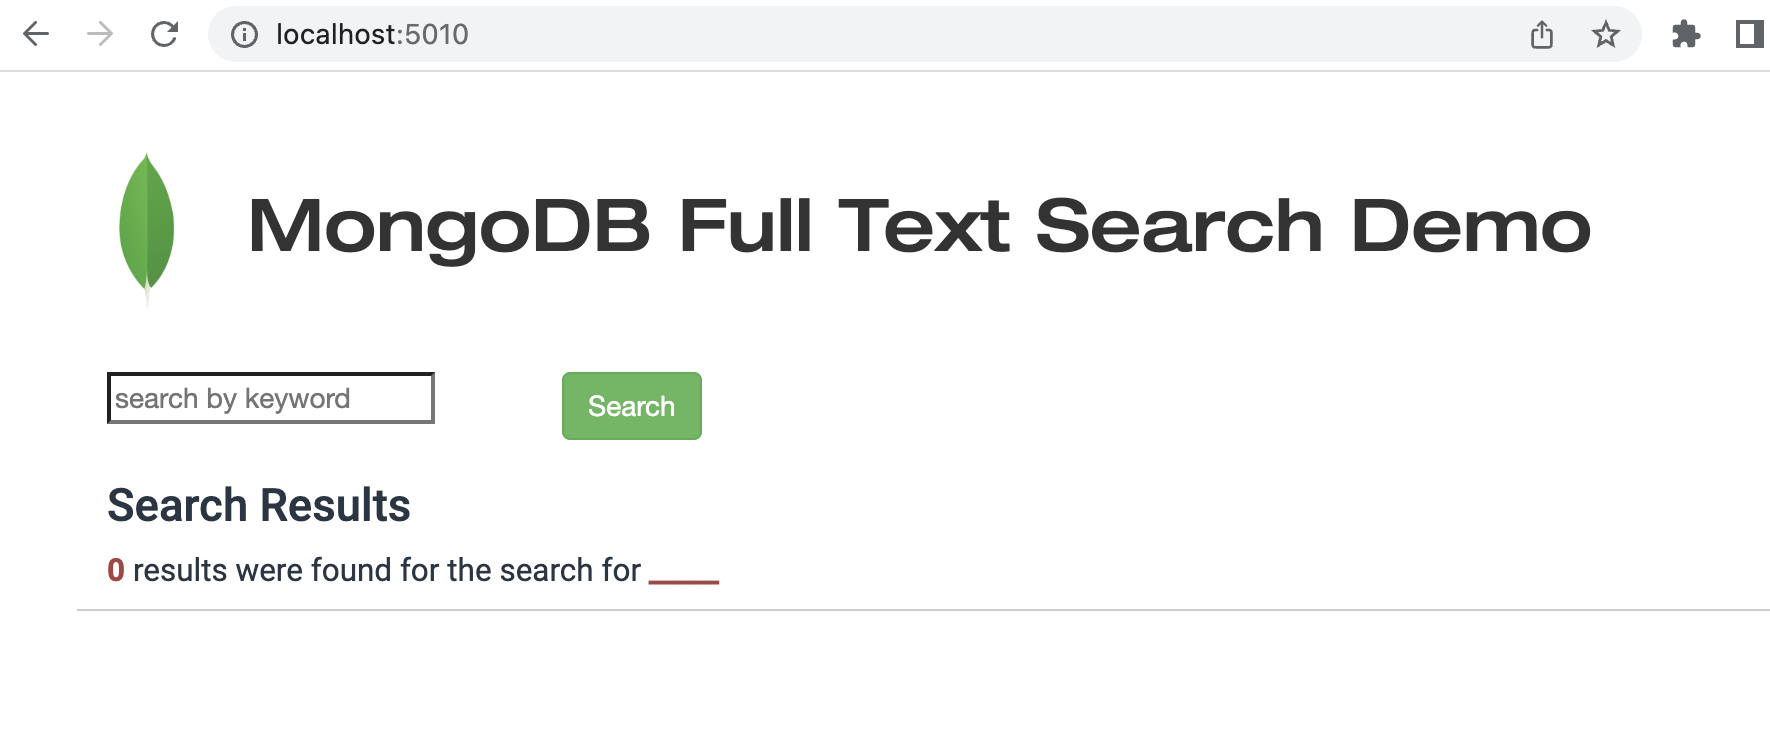 localhost:5010
MongoDB Full Text Search Demo
search by keyword
Search
Search Results
0 results were found for the search for _____